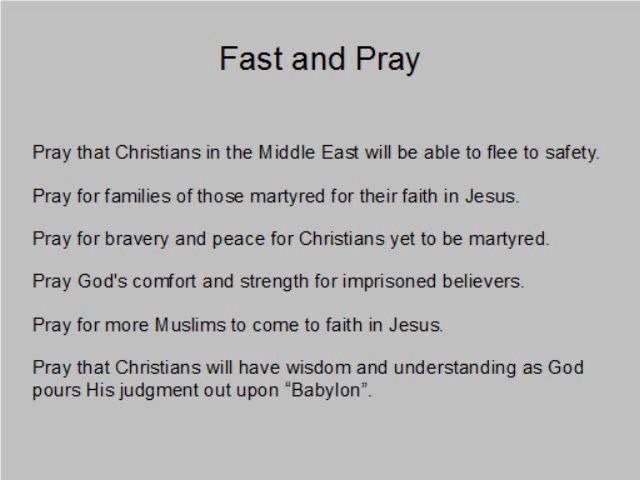 Fast and Pray
Pray that Christians in the Middle East will be able to flee to safety.
Pray for families of those martyred for their faith in Jesus.
Pray for bravery and peace for Christians yet to be martyred.
Pray God's comfort and strength for imprisoned believers.
Pray for more Muslims to come to faith in Jesus.
Pray that Christians will have wisdom and understanding as God
pours His judgment out upon “Babylon”.